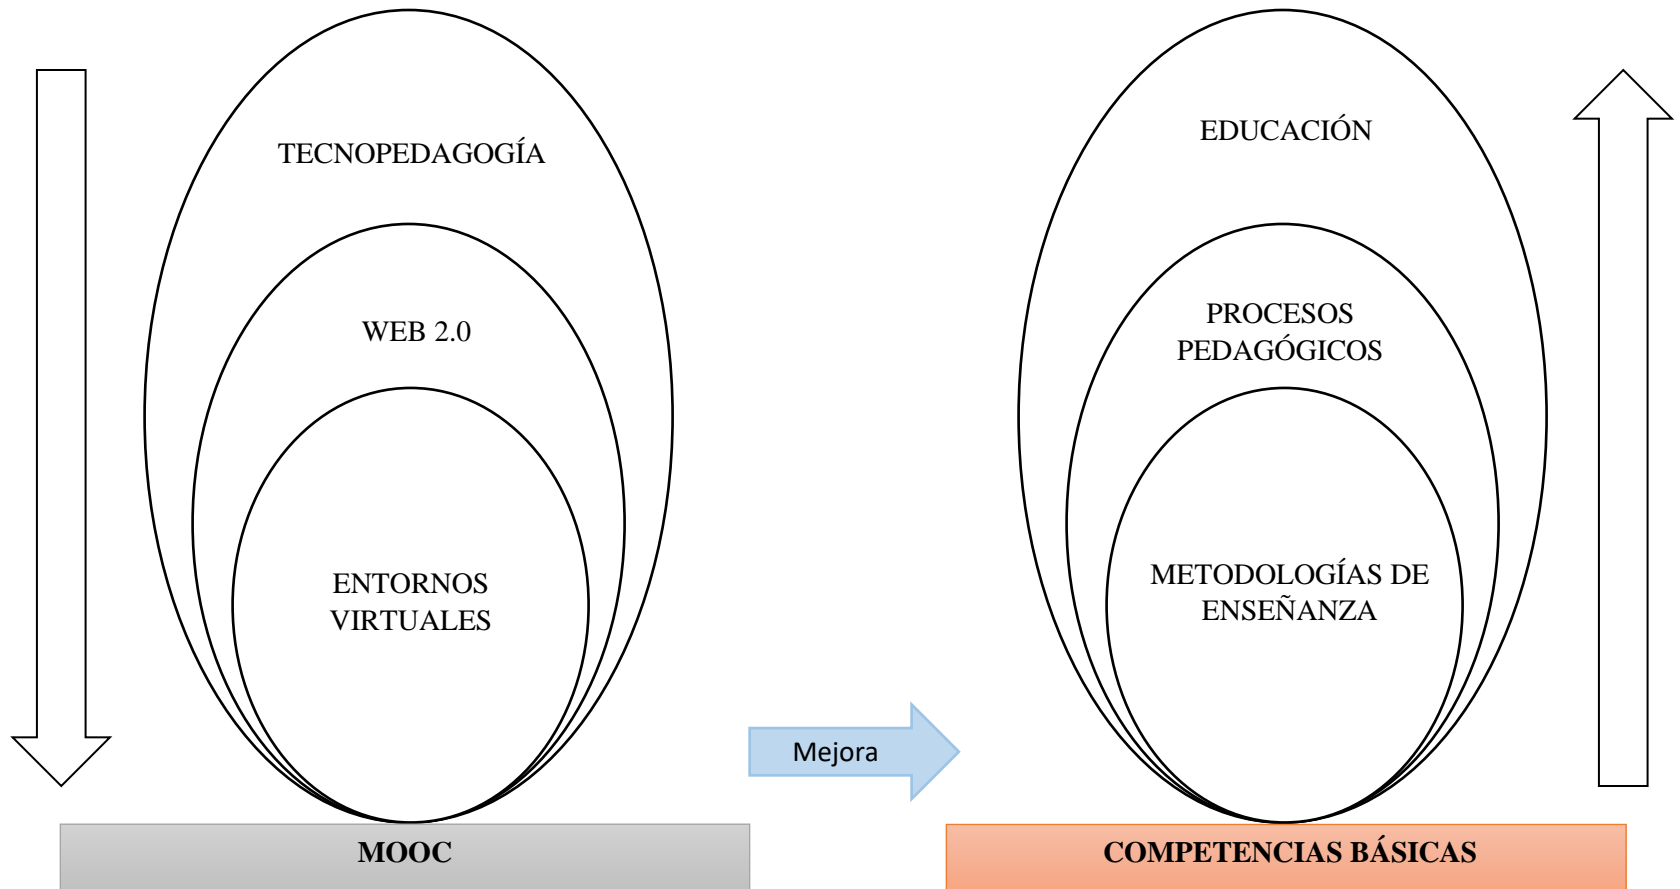 TECNOPEDAGOGÍA
WEB 2.0
ENTORNOS
VIRTUALES
MOOC
Mejora
EDUCACIÓN
PROCESOS
PEDAGÓGICOS
METODOLOGÍAS DE
ENSEÑANZA
COMPETENCIAS BÁSICAS